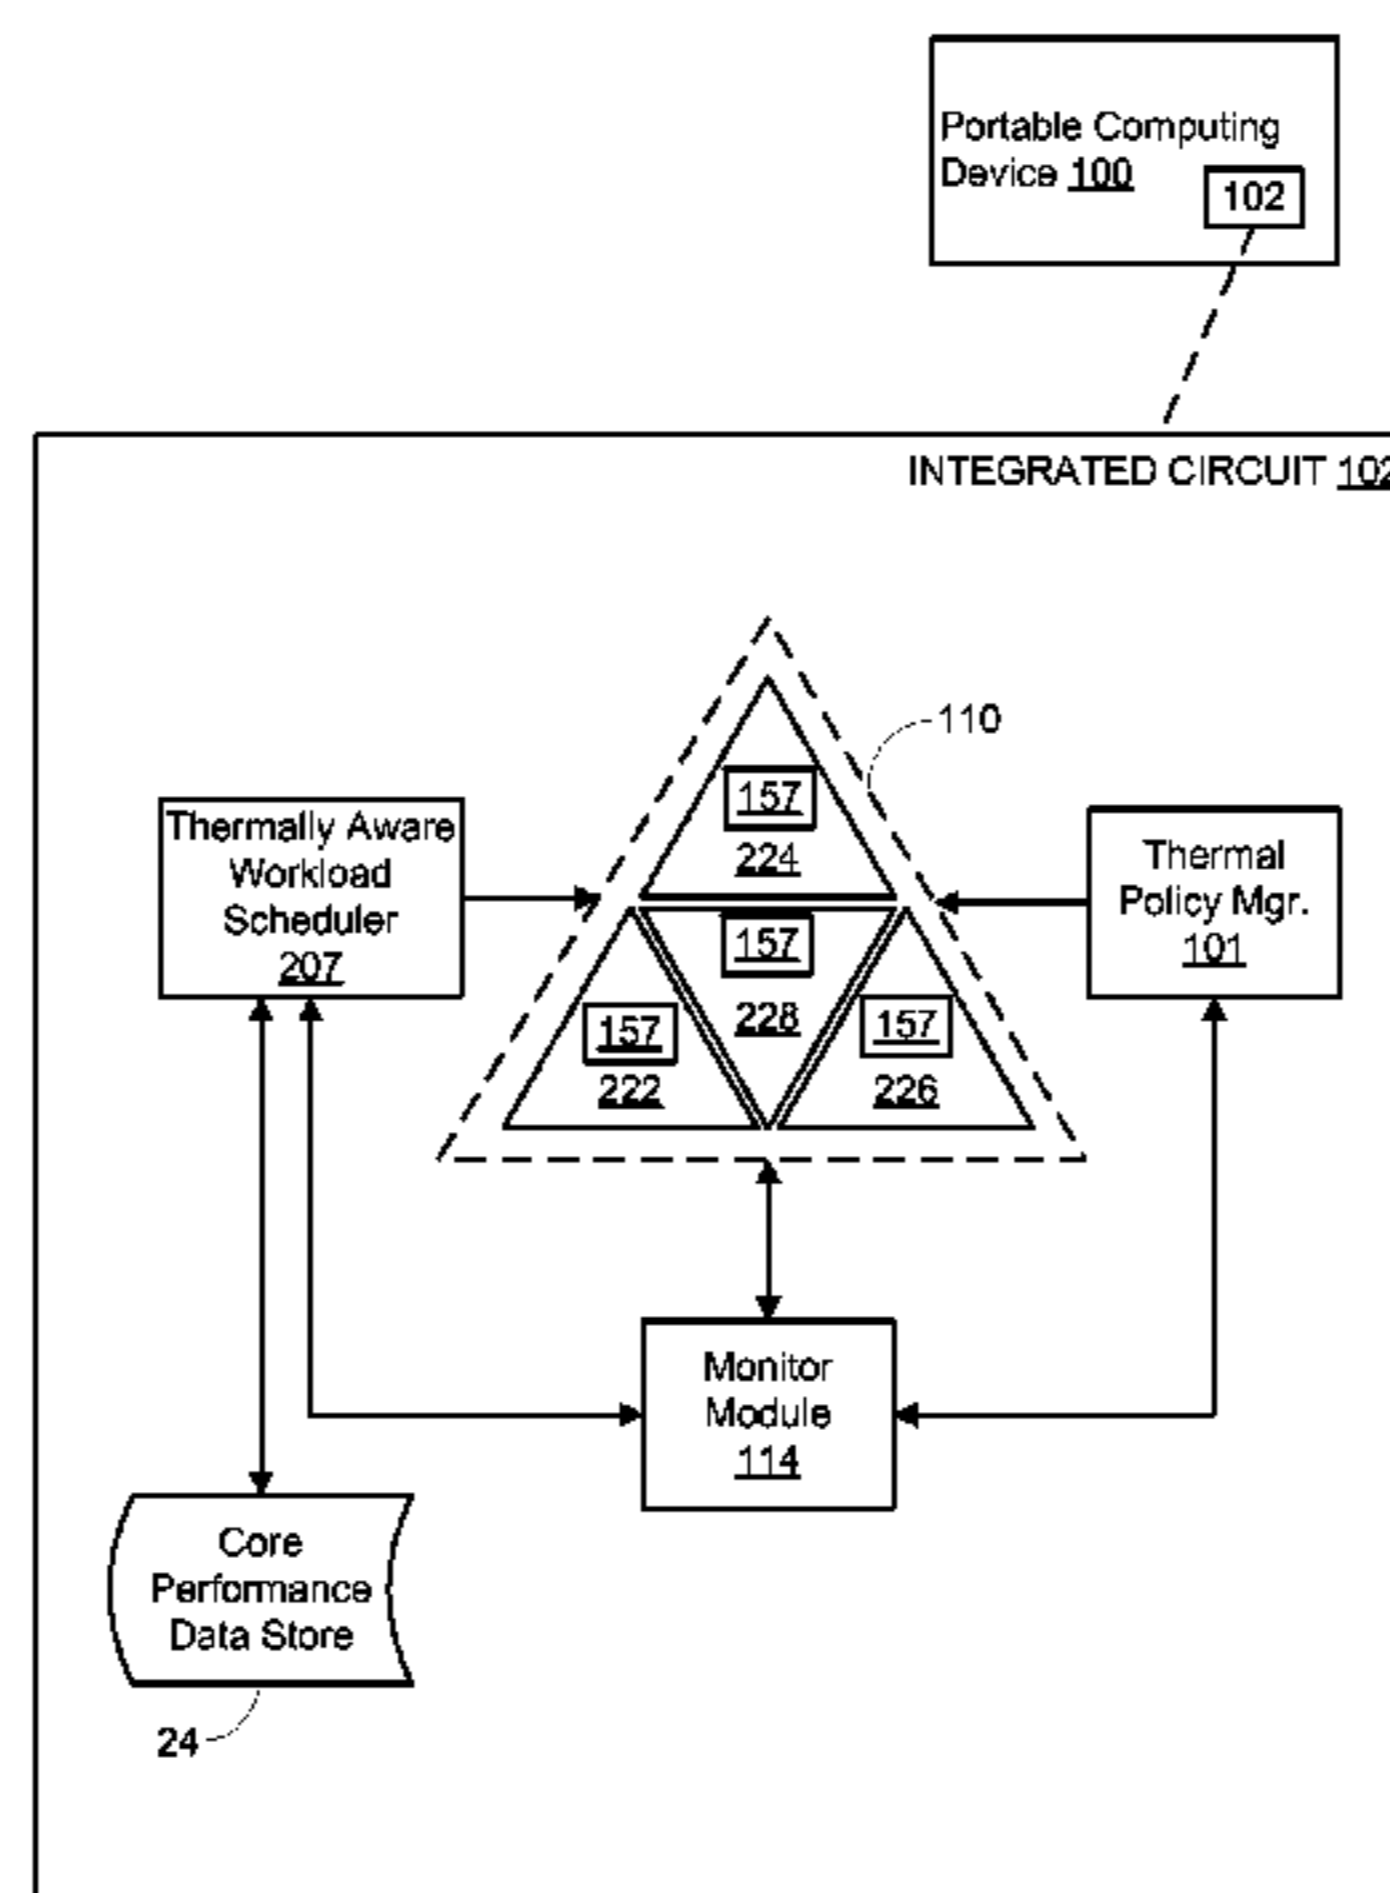 Portable Computing
Device 100
102
INTEGRATED CIRCUIT 102
110
157
224
Thermally Aware
Workload
Scheduler
207
Thermal
Policy Mgr.
101
157
228
157
222
157
226
Monitor
Module
114
Core
Performance
Data Store
24